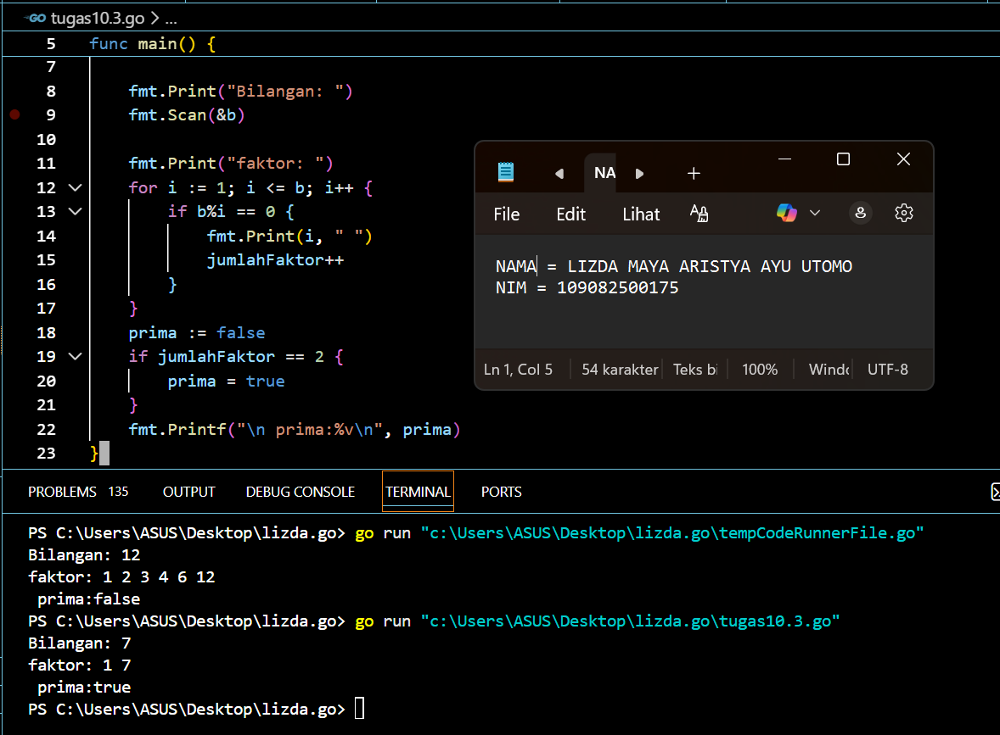 GO tugas10.3.go > ...
5 func main() {
7
8 fmt.Print("Bilangan: ")
9 fmt.Scan(&b)
10
11 fmt.Print("faktor: ")
12 for i := 1; i <= b; i++ {
13 if b%i == 0 {
14 fmt.Print(i, " ")
15 jumlahFaktor++
16 }
17 }
18 prima := false
19 if jumlahFaktor == 2 {
20 prima = true
21 }
22 fmt.Printf("\n prima:%v\n", prima)
23 }
NA
File Edit Lihat
NAMA = LIZDA MAYA ARISTYA AYU UTOMO
NIM = 109082500175
Ln 1, Col 5 54 karakter Teks bi 100% Windo UTF-8
PROBLEMS 135 OUTPUT DEBUG CONSOLE TERMINAL PORTS
PS C:\Users\ASUS\Desktop\lizda.go> go run "c:\Users\ASUS\Desktop\lizda.go\tempCodeRunnerFile.go"
Bilangan: 12
faktor: 1 2 3 4 6 12
 prima:false
PS C:\Users\ASUS\Desktop\lizda.go> go run "c:\Users\ASUS\Desktop\lizda.go\tugas10.3.go"
Bilangan: 7
faktor: 1 7
 prima:true
PS C:\Users\ASUS\Desktop\lizda.go>